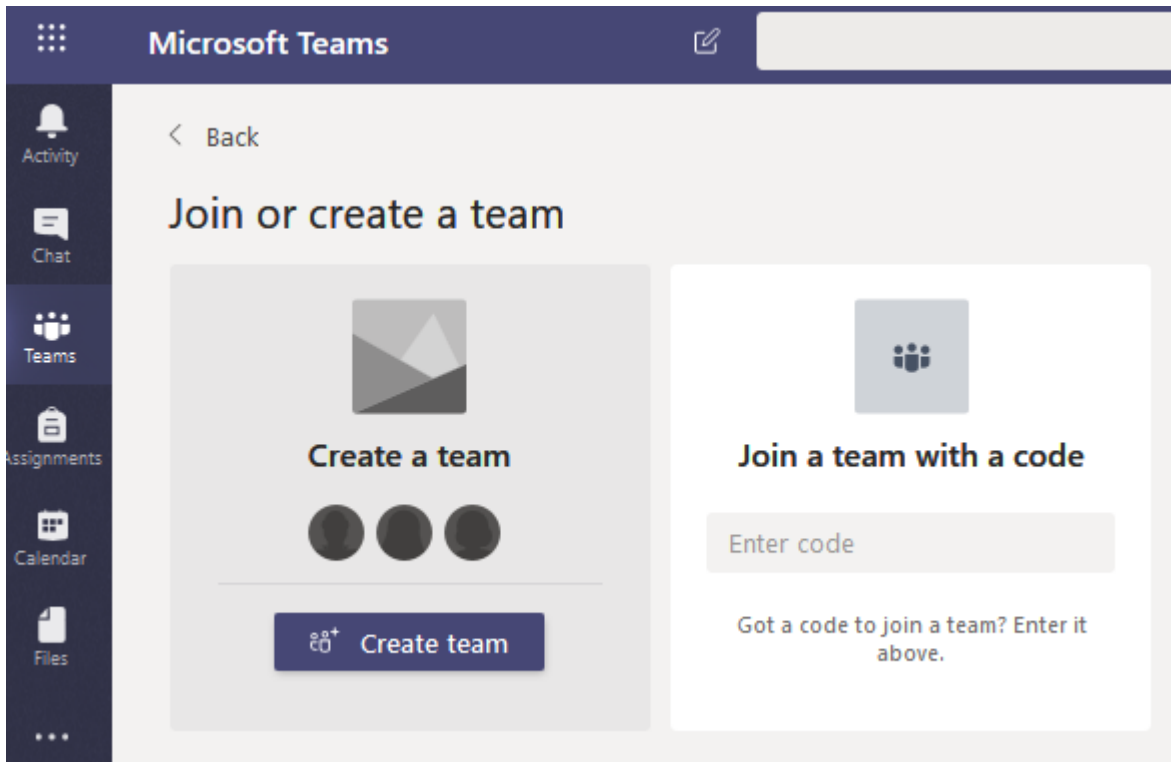 Microsoft Teams
Activity
Chat
Teams
Assignments
Calendar
Files
Back
Join or create a team
Create a team
Create team
Join a team with a code
Enter code
Got a code to join a team? Enter it
above.